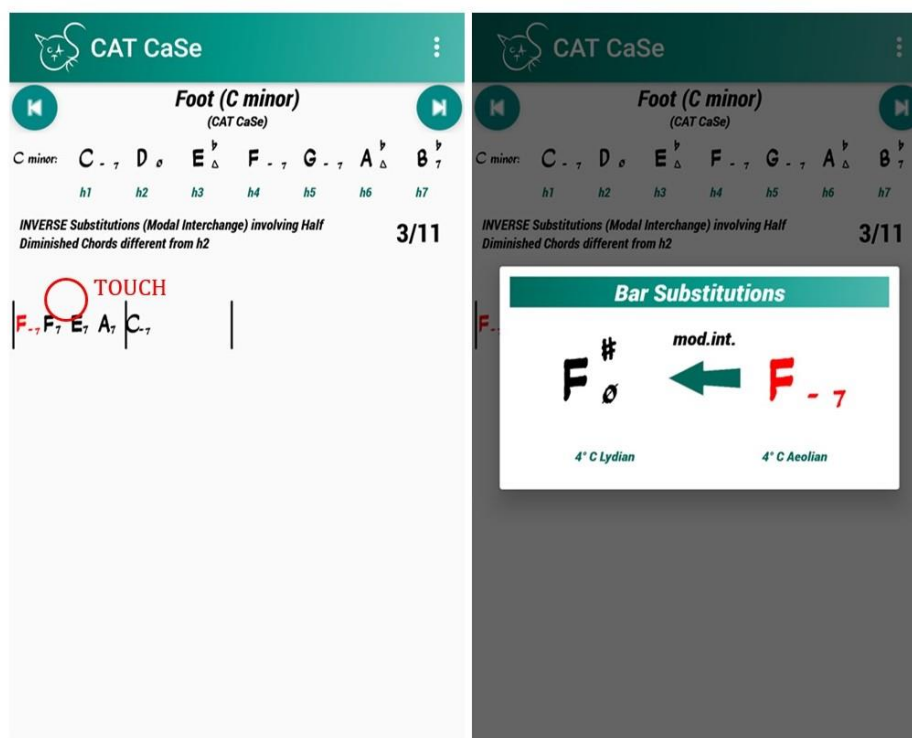 CAT CaSe
Foot (C minor)
(CAT CaSe)
C minor: C-7 Dø E♭△ F-7 G-7 A♭△ B♭7
h1 h2 h3 h4 h5 h6 h7
INVERSE Substitutions (Modal Interchange) involving Half
Diminished Chords different from h2
3/11
TOUCH
F-7 F7 E7 A7 C-7
CAT CaSe
Foot (C minor)
(CAT CaSe)
C minor: C-7 Dø E♭△ F-7 G-7 A♭△ B♭7
h1 h2 h3 h4 h5 h6 h7
INVERSE Substitutions (Modal Interchange) involving Half
Diminished Chords different from h2
3/11
F-
Bar Substitutions
mod.int.
F♯ø F-7
4° C Lydian 4° C Aeolian